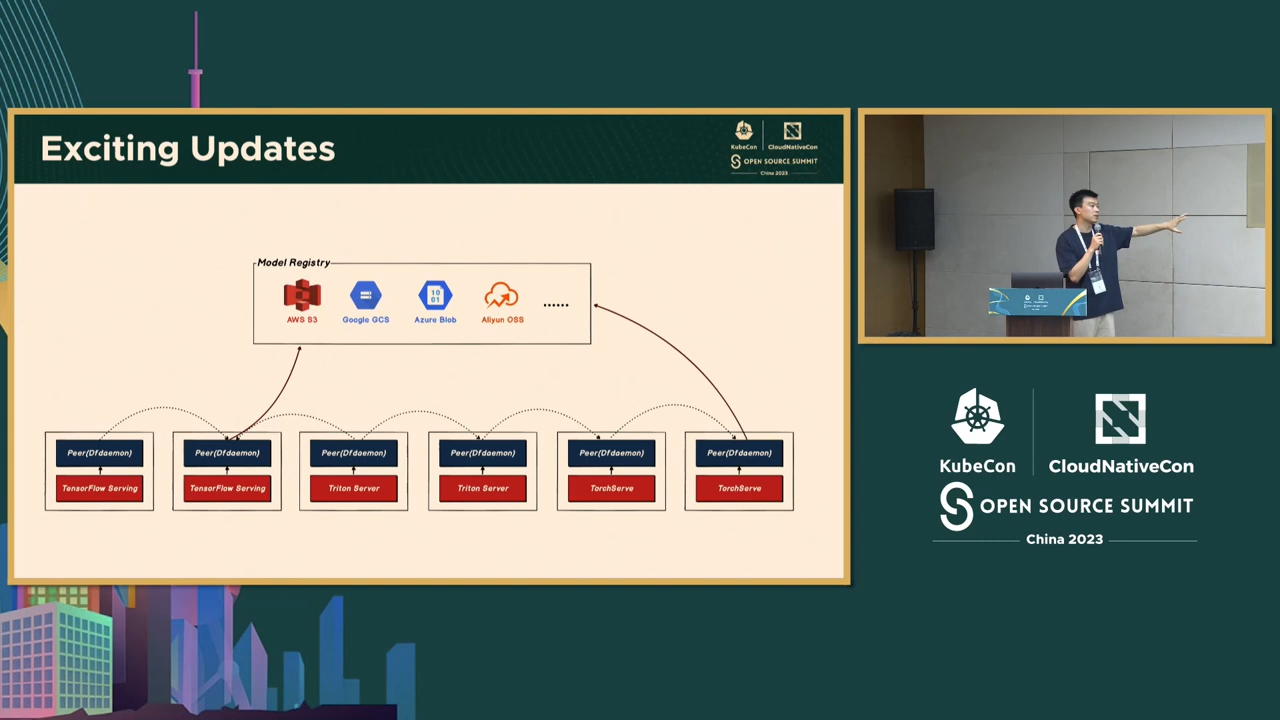 Exciting Updates
KubeCon
CloudNativeCon
OPEN SOURCE SUMMIT
China 2023
Model Registry
AWS S3
Google GCS
10
01
Azure Blob
Aliyun OSS
......
Peer(Dfdaemon)
TensorFlow Serving
Peer(Dfdaemon)
TensorFlow Serving
Peer(Dfdaemon)
Triton Server
Peer(Dfdaemon)
Triton Server
Peer(Dfdaemon)
TorchServe
Peer(Dfdaemon)
TorchServe
KubeCon
CloudNativeCon
OPEN SOURCE SUMMIT
China 2023